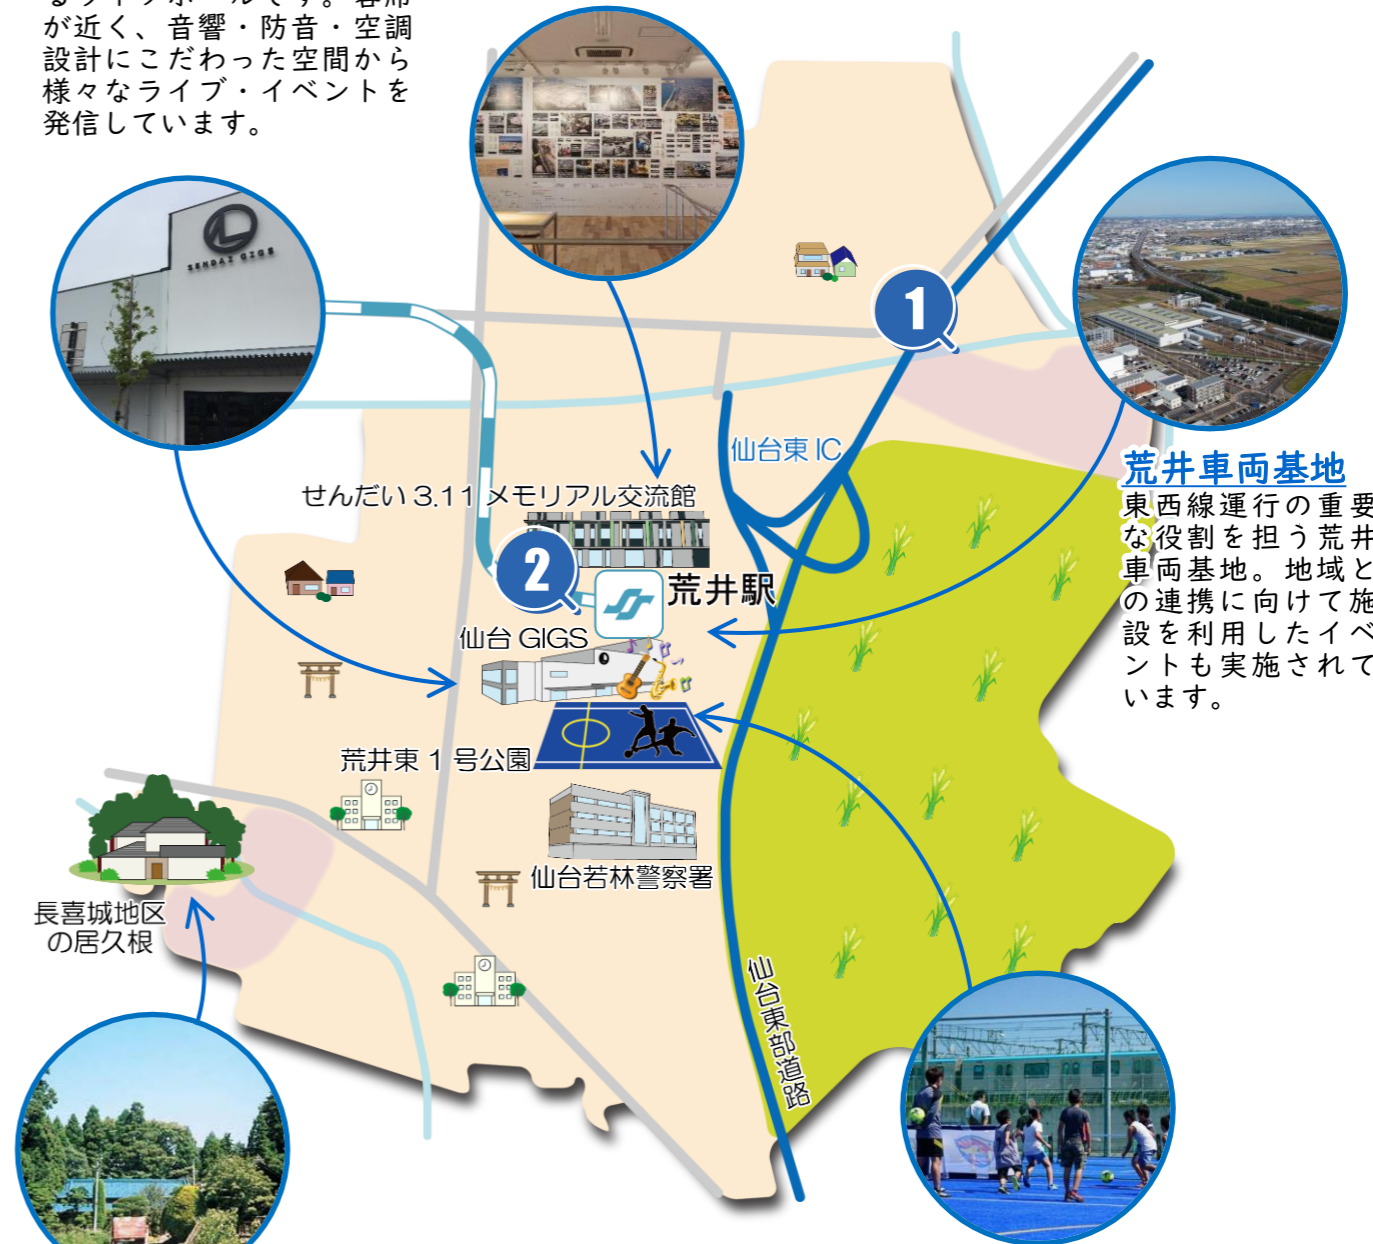 が近く、音響・防音・空調
設計にこだわった空間から
様々なライブ・イベントを
発信しています。
SENDAI GIGS
1
仙台東IC
荒井車両基地
東西線運行の重要
な役割を担う荒井
車両基地。地域と
の連携に向けて施
設を利用したイベ
ントも実施されて
います。
せんだい3.11メモリアル交流館
2
荒井駅
仙台GIGS
荒井東1号公園
仙台若林警察署
長喜城地区
の居久根
仙台東部道路